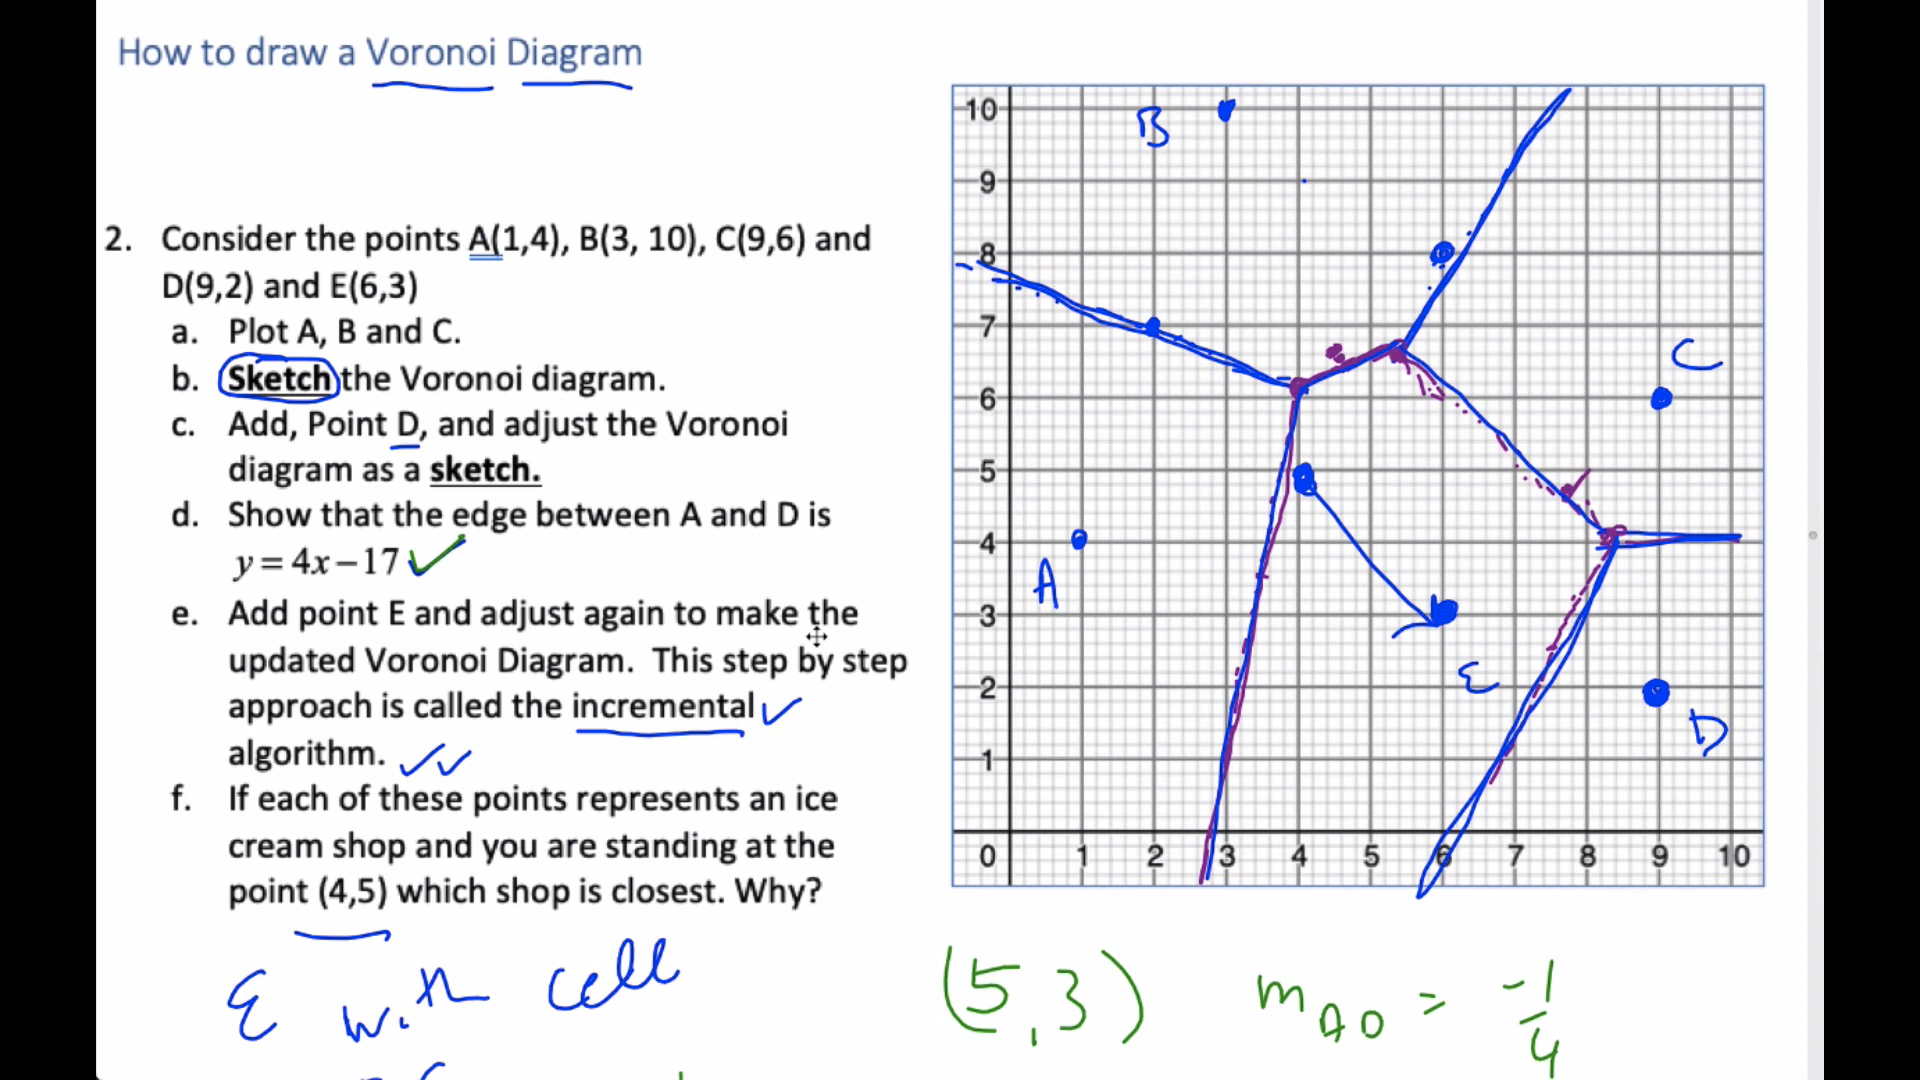 How to draw a Voronoi Diagram
2. Consider the points A(1,4), B(3, 10), C(9,6) and
D(9,2) and E(6,3)
a. Plot A, B and C.
b. Sketch the Voronoi diagram.
c. Add, Point D, and adjust the Voronoi
diagram as a sketch.
d. Show that the edge between A and D is
y = 4x – 17
e. Add point E and adjust again to make the
updated Voronoi Diagram. This step by step
approach is called the incremental
algorithm.
f. If each of these points represents an ice
cream shop and you are standing at the
point (4,5) which shop is closest. Why?
E with cell
10
9
8
7
6
5
4
3
2
1
0 1 2 3 4 5 6 7 8 9 10
B
C
A
E
D
(5,3) m AD = -1/4